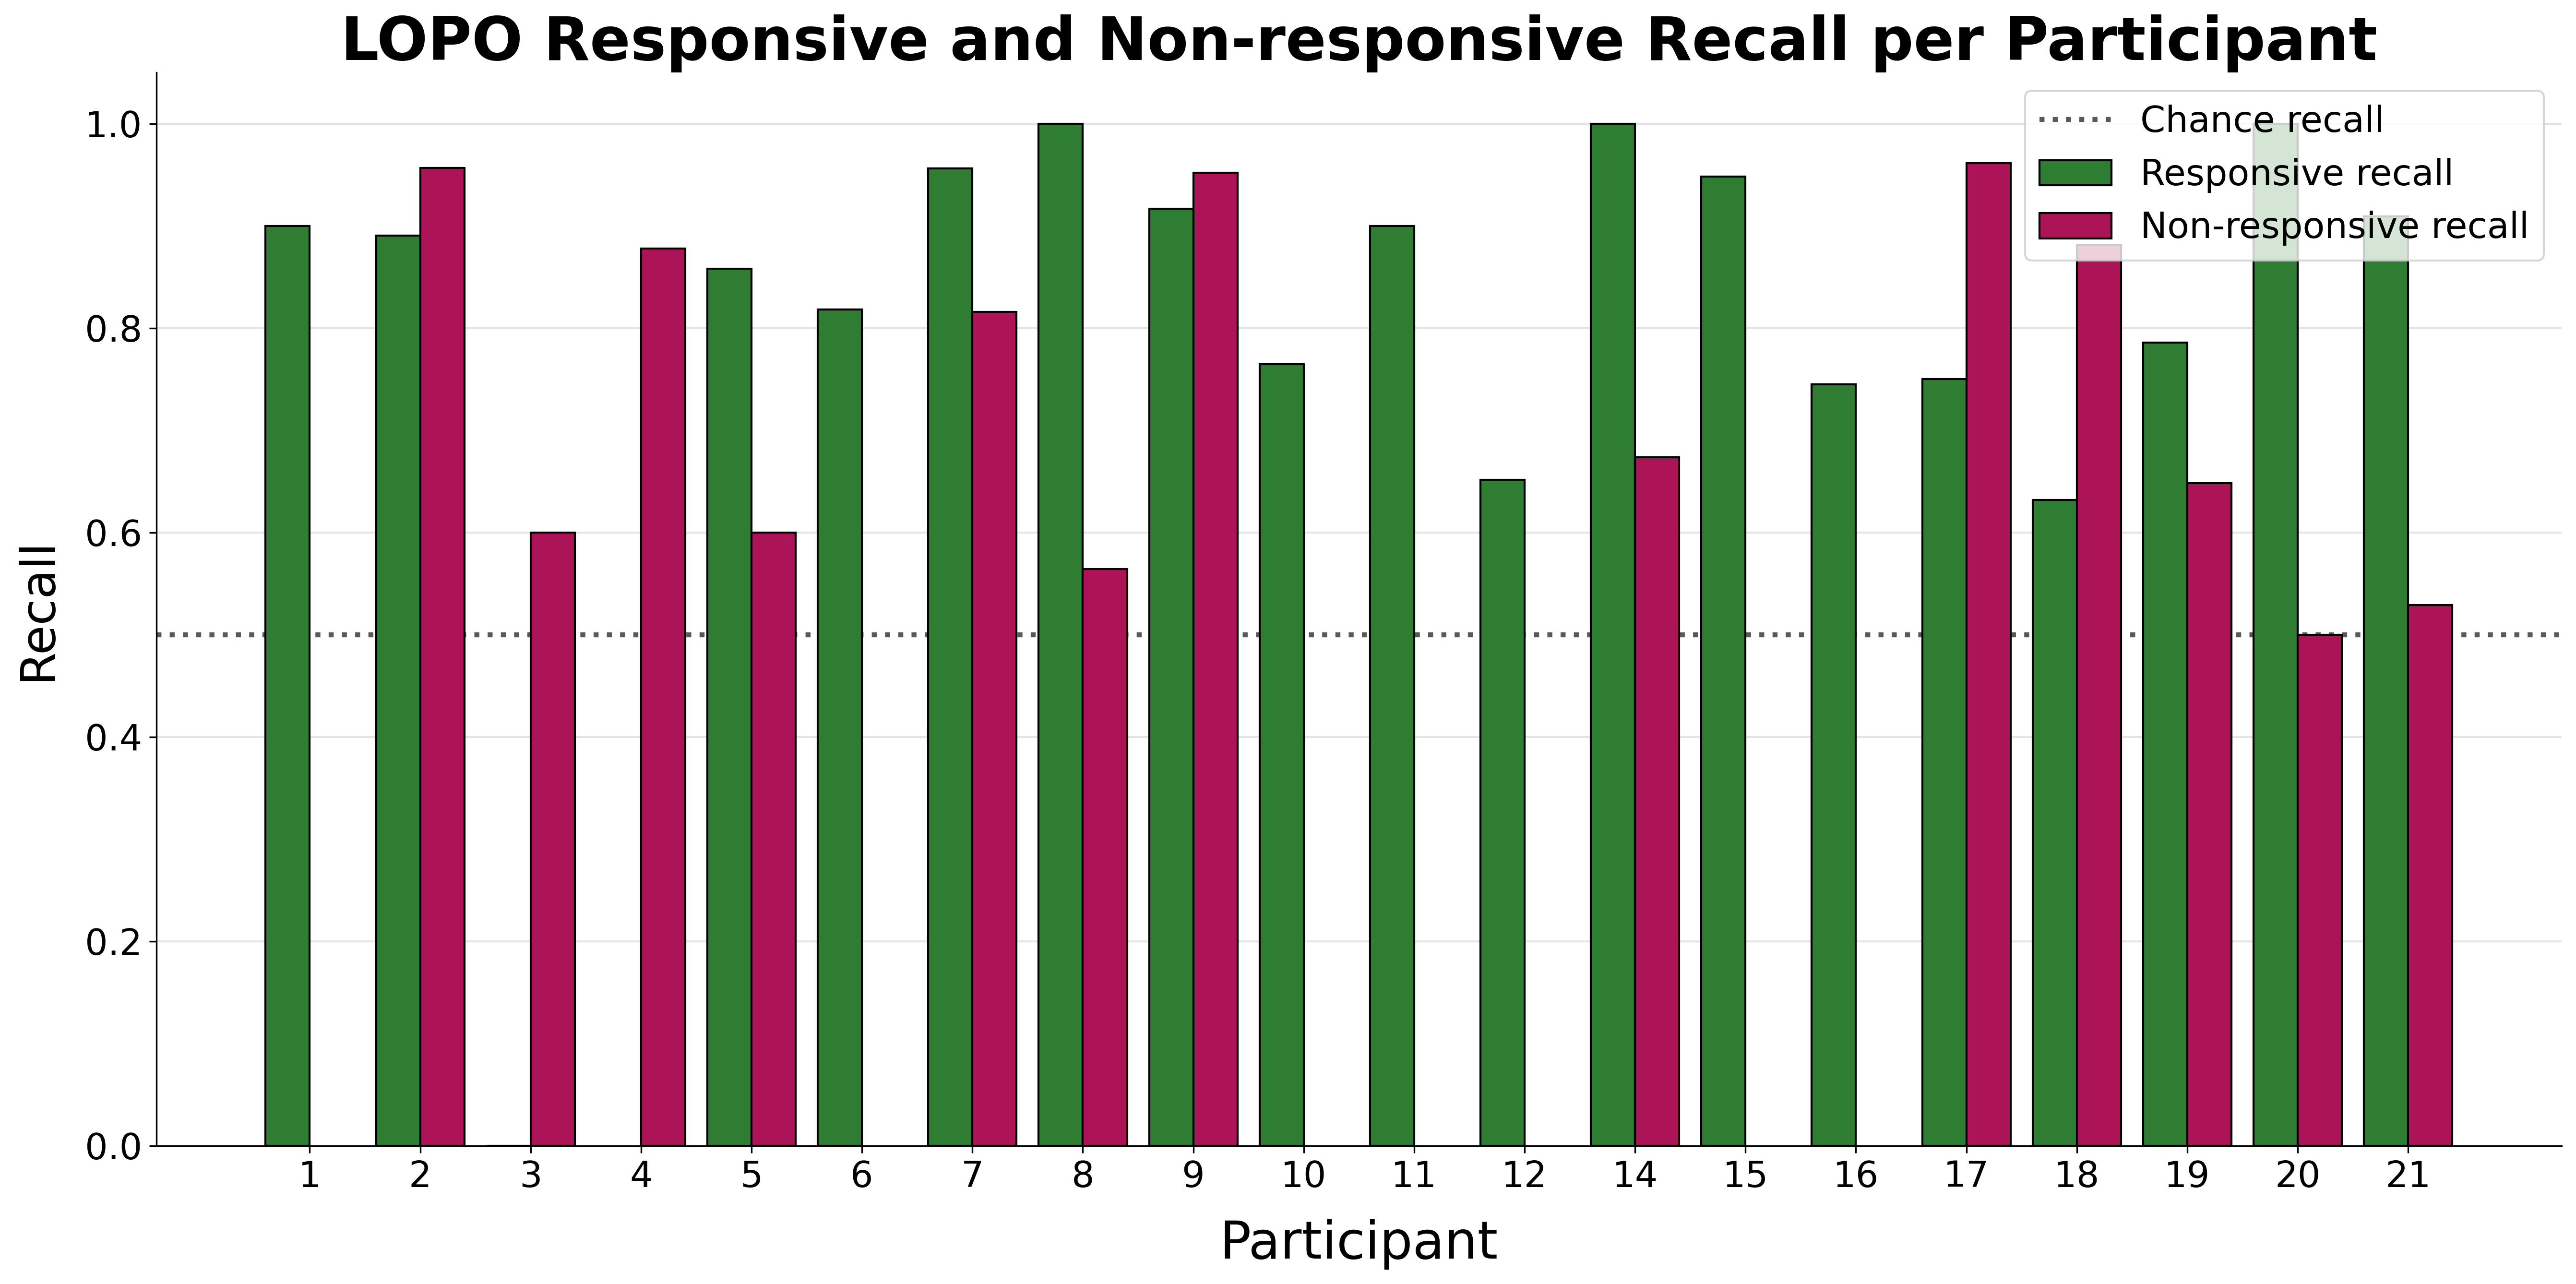 LOPO Responsive and Non-responsive Recall per Participant
Chance recall
Responsive recall
Non-responsive recall
Recall
1.0
0.8
0.6
0.4
0.2
0.0
1 2 3 4 5 6 7 8 9 10 11 12 14 15 16 17 18 19 20 21
Participant